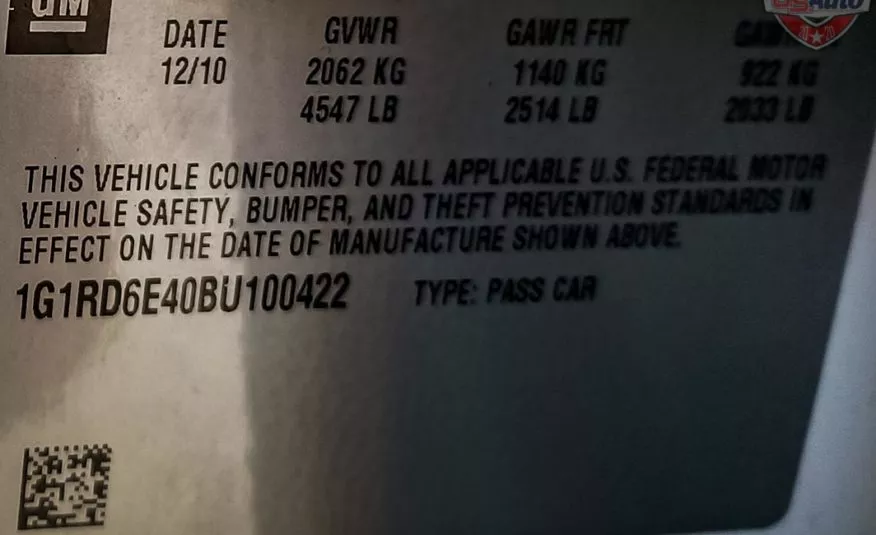 GM
DATE GVWR GAWR FRT
12/10 2062 KG 1140 KG 922 KG
4547 LB 2514 LB 2033 LB
THIS VEHICLE CONFORMS TO ALL APPLICABLE U.S. FEDERAL MOTOR
VEHICLE SAFETY, BUMPER, AND THEFT PREVENTION STANDARDS IN
EFFECT ON THE DATE OF MANUFACTURE SHOWN ABOVE.
1G1RD6E40BU100422 TYPE: PASS CAR